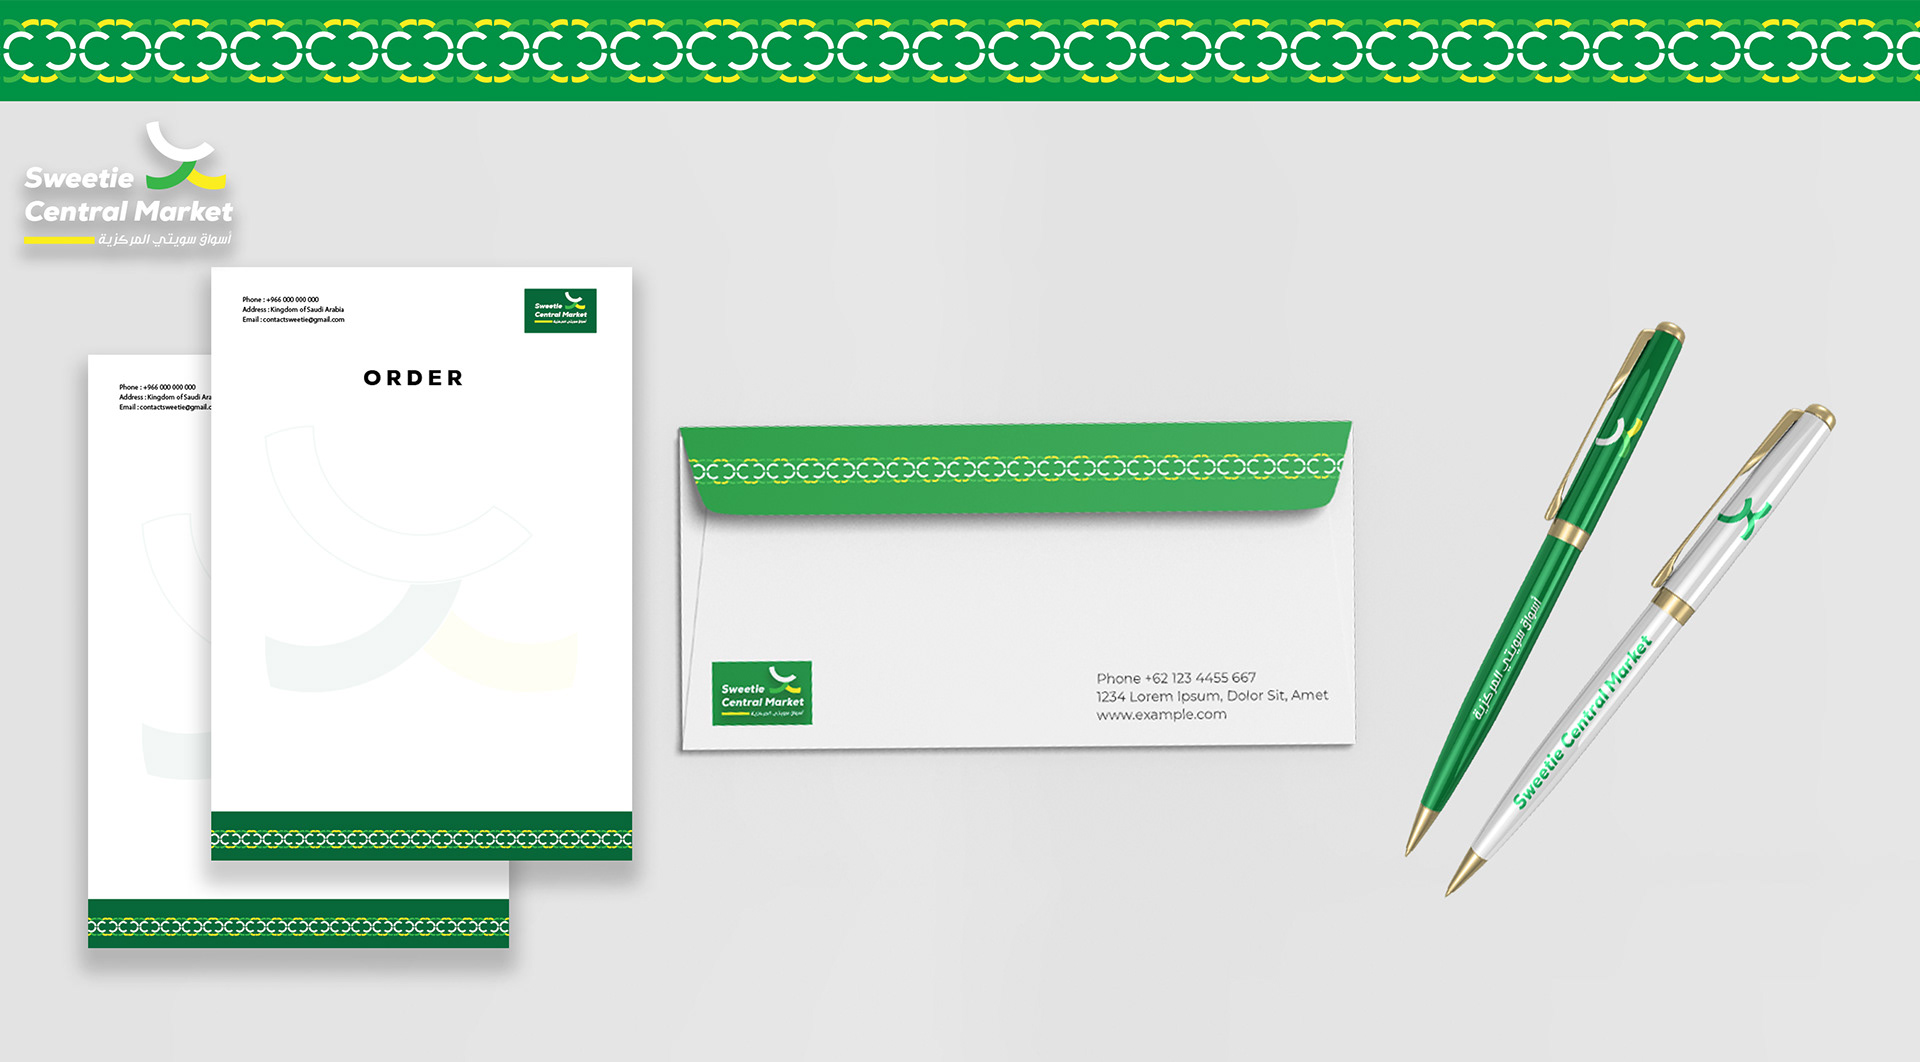 Sweetie
Central Market
أسواق سويتي المركزية
Phone : +966 000 000 000
Address : Kingdom of Saudi Arabia
Email : contactsweetie@gmail.com
Sweetie
Central Market
أسواق سويتي المركزية
ORDER
Phone : +966 000 000 000
Address : Kingdom of Saudi Ara
Email : contactsweetie@gmail.c
Sweetie
Central Market
أسواق سويتي المركزية
Phone +62 123 4455 667
1234 Lorem Ipsum, Dolor Sit, Amet
www.example.com
أسواق سويتي المركزية
Sweetie Central Market